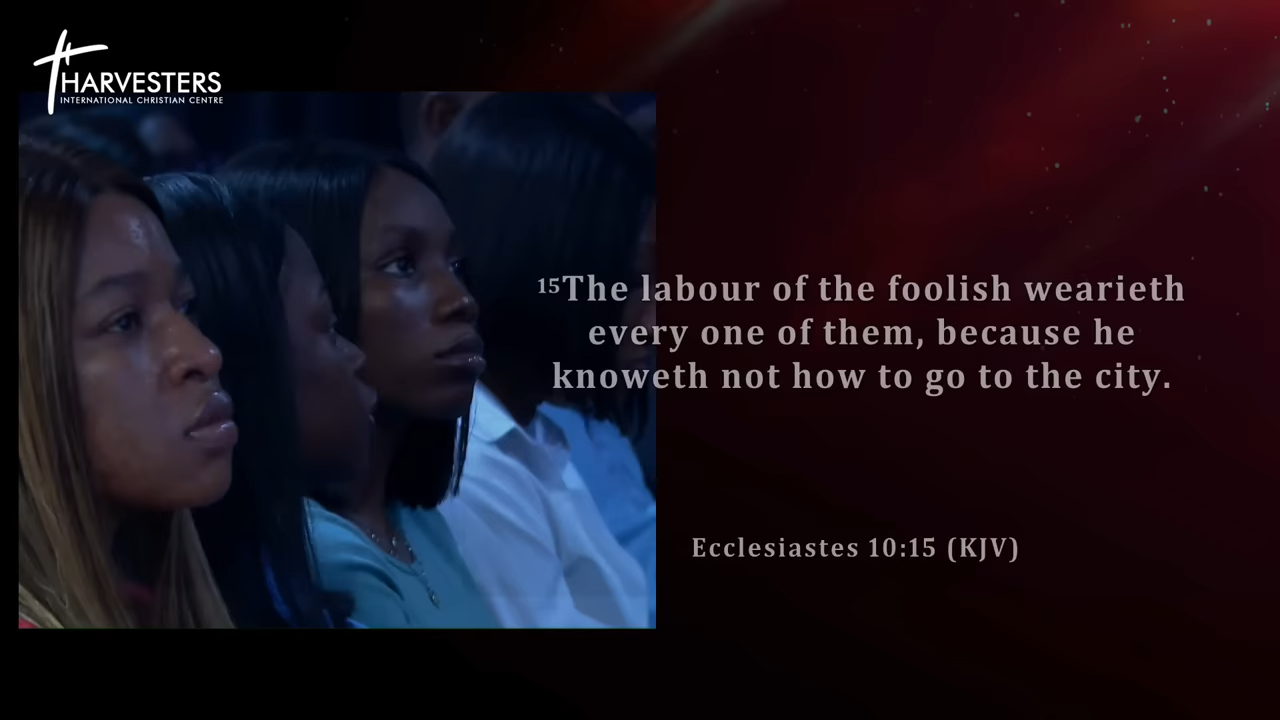 HARVESTERS
INTERNATIONAL CHRISTIAN CENTRE
15The labour of the foolish wearieth
every one of them, because he
knoweth not how to go to the city.
Ecclesiastes 10:15 (KJV)